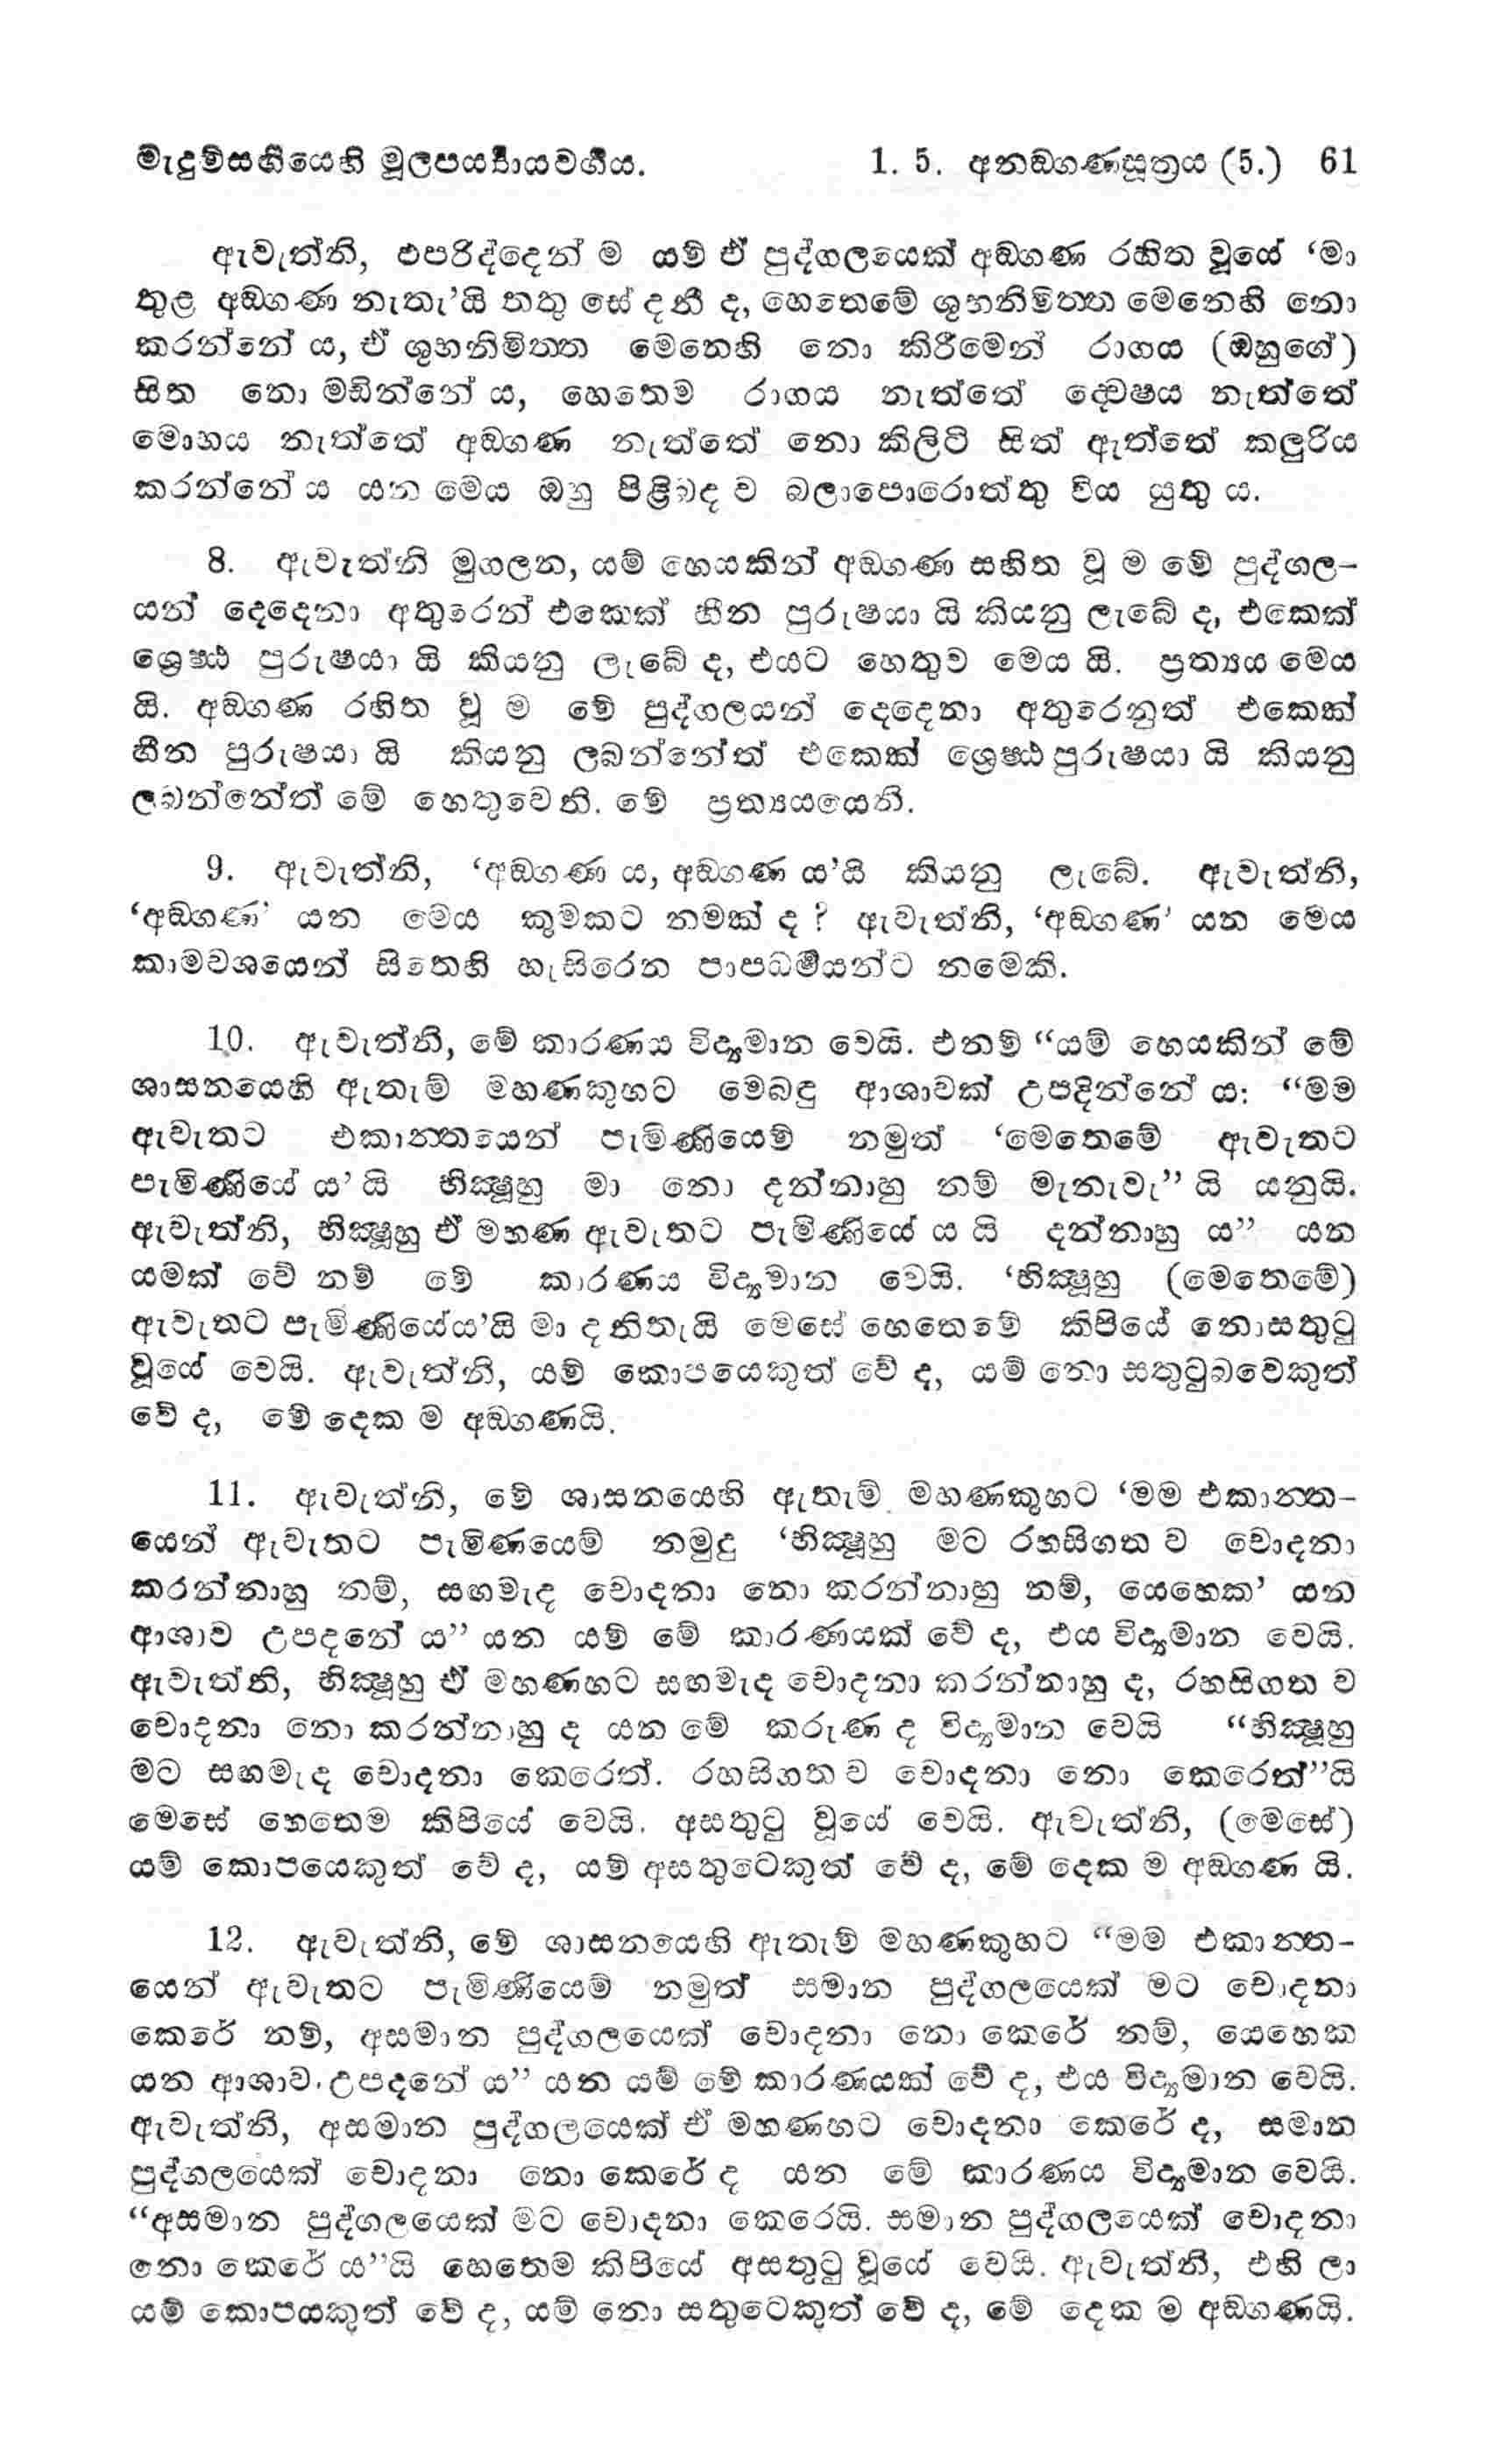 මැදුම්සඟියෙහි මූලපර්‍ය්‍යායවර්‍ගය. 1. 5. අනඞ්ගණසූත්‍රය (5.) 61
ඇවැත්නි, එපරිද්දෙන් ම යම් ඒ පුද්ගලයෙක් අඞ්ගණ රහිත වූයේ ‘මා
තුළ අඞ්ගණ නැතැ’යි තතු සේ දනී ද, හෙතෙමේ ශුභනිමිත්ත මෙනෙහි නො
කරන්නේ ය, ඒ ශුභනිමිත්ත මෙනෙහි නො කිරීමෙන් රාගය (ඔහුගේ)
සිත නො මඩින්නේ ය, හෙතෙම රාගය නැත්තේ ද්වේෂය නැත්තේ
මොහය නැත්තේ අඞ්ගණ නැත්තේ නො කිලිටි සිත් ඇත්තේ කලුරිය
කරන්නේ ය යන මෙය ඔහු පිළිබඳ ව බලාපොරොත්තු විය යුතු ය.
8. ඇවැත්නි මුගලන, යම් හෙයකින් අඞ්ගණ සහිත වූ ම මේ පුද්ගල-
යන් දෙදෙනා අතුරෙන් එකෙක් හීන පුරුෂයා යි කියනු ලැබේ ද, එකෙක්
ශ්‍රෙෂ්ඨ පුරුෂයා යි කියනු ලැබේ ද, එයට හෙතුව මෙය යි. ප්‍රත්‍යය මෙය
යි. අඞ්ගණ රහිත වූ ම මේ පුද්ගලයන් දෙදෙනා අතුරෙනුත් එකෙක්
හීන පුරුෂයා යි කියනු ලබන්නේත් එකෙක් ශ්‍රෙෂ්ඨ පුරුෂයා යි කියනු
ලබන්නේත් මේ හෙතුවෙනි. මේ ප්‍රත්‍යයයෙනි.
9. ඇවැත්නි, ‘අඞ්ගණ ය, අඞ්ගණ ය’යි කියනු ලැබේ. ඇවැත්නි,
‘අඞ්ගණ’ යන මෙය කුමකට නමක් ද? ඇවැත්නි, ‘අඞ්ගණ’ යන මෙය
කාමවශයෙන් සිතෙහි හැසිරෙන පාපධර්‍මයන්ට නමෙකි.
10. ඇවැත්නි, මේ කාරණය විද්‍යමාන වෙයි. එනම් “යම් හෙයකින් මේ
ශාසනයෙහි ඇතැම් මහණකුහට මෙබඳු ආශාවක් උපදින්නේ ය: “මම
ඇවැතට එකාන්තයෙන් පැමිණියෙම් නමුත් ‘මෙතෙමේ ඇවැතට
පැමිණියේ ය’ යි භික්‍ෂූහු මා නො දන්නාහු නම් මැනැවැ” යි යනුයි.
ඇවැත්නි, භික්‍ෂූහු ඒ මහණ ඇවැතට පැමිණියේ ය යි දන්නාහු ය” යන
යමක් වේ නම් මේ කාරණය විද්‍යමාන වෙයි. ‘භික්‍ෂූහු (මෙතෙමේ)
ඇවැතට පැමිණියේය’යි මා දනිතැයි මෙසේ හෙතෙමේ කිපියේ නොසතුටු
වූයේ වෙයි. ඇවැත්නි, යම් කොපයෙකුත් වේ ද, යම් නො සතුටුබවෙකුත්
වේ ද, මේ දෙක ම අඞ්ගණයි.
11. ඇවැත්නි, මේ ශාසනයෙහි ඇතැම් මහණකුහට ‘මම එකාන්ත-
යෙන් ඇවැතට පැමිණයෙම් නමුදු ‘භික්‍ෂූහු මට රහසිගත ව චොදනා
කරන්නාහු නම්, සඟමැද චොදනා නො කරන්නාහු නම්, යෙහෙක’ යන
ආශාව උපදනේ ය” යන යම් මේ කාරණයක් වේ ද, එය විද්‍යමාන වෙයි.
ඇවැත්නි, භික්‍ෂූහු ඒ මහණහට සඟමැද චොදනා කරන්නාහු ද, රහසිගත ව
චොදනා නො කරන්නාහු ද යන මේ කරුණ ද විද්‍යමාන වෙයි “භික්‍ෂූහු
මට සඟමැද චොදනා කෙරෙත්. රහසිගත ව චොදනා නො කෙරෙත්”යි
මෙසේ හෙතෙම කිපියේ වෙයි. අසතුටු වූයේ වෙයි. ඇවැත්නි, (මෙසේ)
යම් කොපයෙකුත් වේ ද, යම් අසතුටෙකුත් වේ ද, මේ දෙක ම අඞ්ගණ යි.
12. ඇවැත්නි, මේ ශාසනයෙහි ඇතැම් මහණකුහට “මම එකාන්ත-
යෙන් ඇවැතට පැමිණියෙම් නමුත් සමාන පුද්ගලයෙක් මට චොදනා
කෙරේ නම්, අසමාන පුද්ගලයෙක් චොදනා නො කෙරේ නම්, යෙහෙක
යන ආශාව උපදනේ ය” යන යම් මේ කාරණයක් වේ ද, එය විද්‍යමාන වෙයි.
ඇවැත්නි, අසමාන පුද්ගලයෙක් ඒ මහණහට චොදනා කෙරේ ද, සමාන
පුද්ගලයෙක් චොදනා නො කෙරේ ද යන මේ කාරණය විද්‍යමාන වෙයි.
“අසමාන පුද්ගලයෙක් මට චොදනා කෙරෙයි. සමාන පුද්ගලයෙක් චොදනා
නො කෙරේ ය”යි හෙතෙම කිපියේ අසතුටු වූයේ වෙයි. ඇවැත්නි, එහි ලා
යම් කොපයකුත් වේ ද, යම් නො සතුටෙකුත් වේ ද, මේ දෙක ම අඞ්ගණයි.